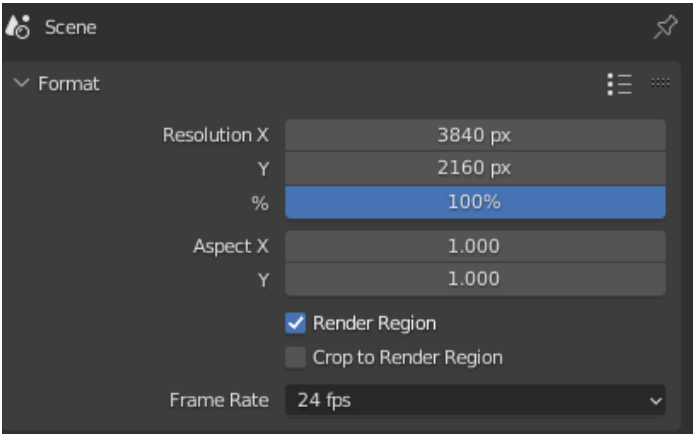 Scene
Format
Resolution X 3840 px
Y 2160 px
% 100%
Aspect X 1.000
Y 1.000
Render Region
Crop to Render Region
Frame Rate 24 fps